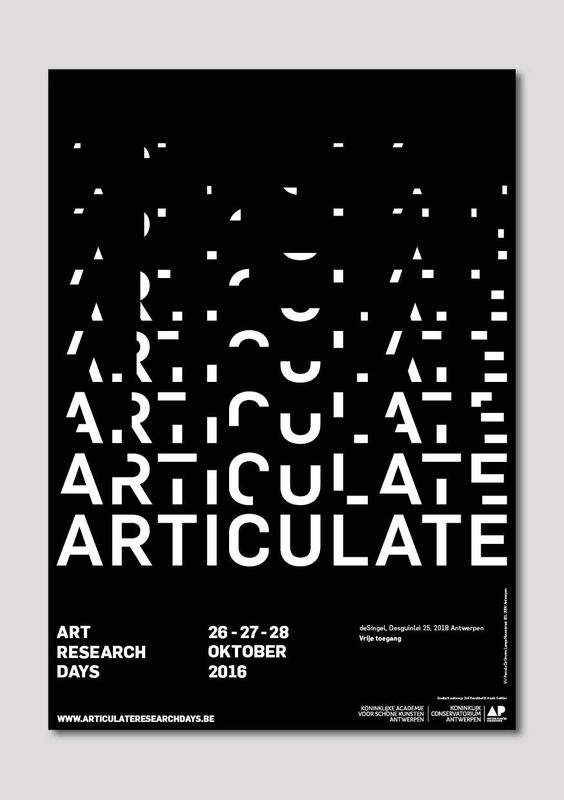 ARTICULATE
ARTICULATE
ARTICULATE
ART
RESEARCH
DAYS
26 - 27 - 28
OKTOBER
2016
deSingel, Desguinlei 25, 2018 Antwerpen
Vrije toegang
WWW.ARTICULATERESEARCHDAYS.BE
KONINKLIJKE ACADEMIE
VOOR SCHONE KUNSTEN
ANTWERPEN
KONINKLIJK
CONSERVATORIUM
ANTWERPEN
AP